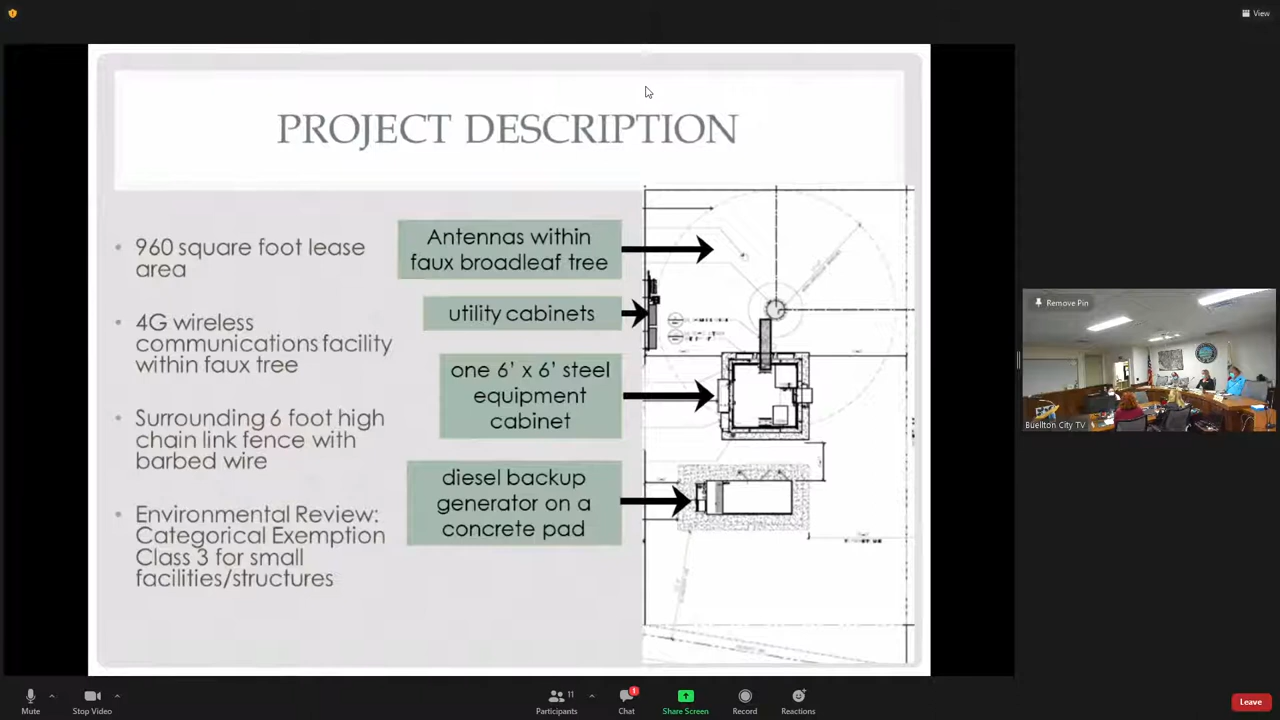 View
PROJECT DESCRIPTION
• 960 square foot lease
area
• 4G wireless
communications facility
within faux tree
• Surrounding 6 foot high
chain link fence with
barbed wire
• Environmental Review:
Categorical Exemption
Class 3 for small
facilities/structures
Antennas within
faux broadleaf tree
utility cabinets
one 6' x 6' steel
equipment
cabinet
diesel backup
generator on a
concrete pad
Remove Pin
Buellton City TV
Mute
Stop Video
Participants
11
Chat
1
Share Screen
Record
Reactions
Leave